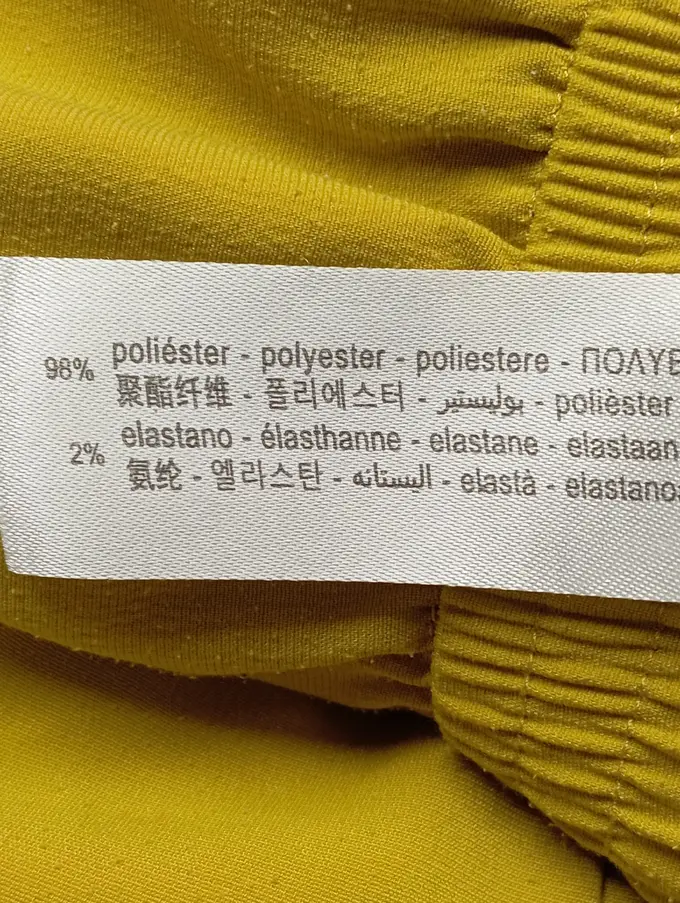 98% poliéster - polyester - poliestere - ΠΟΛΥΕ
聚酯纤维 - 폴리에스터 - بوليستير - polièster
2% elastano - élasthanne - elastane - elastaan
氨纶 - 엘라스탄 - اليستانه - elastà - elastano